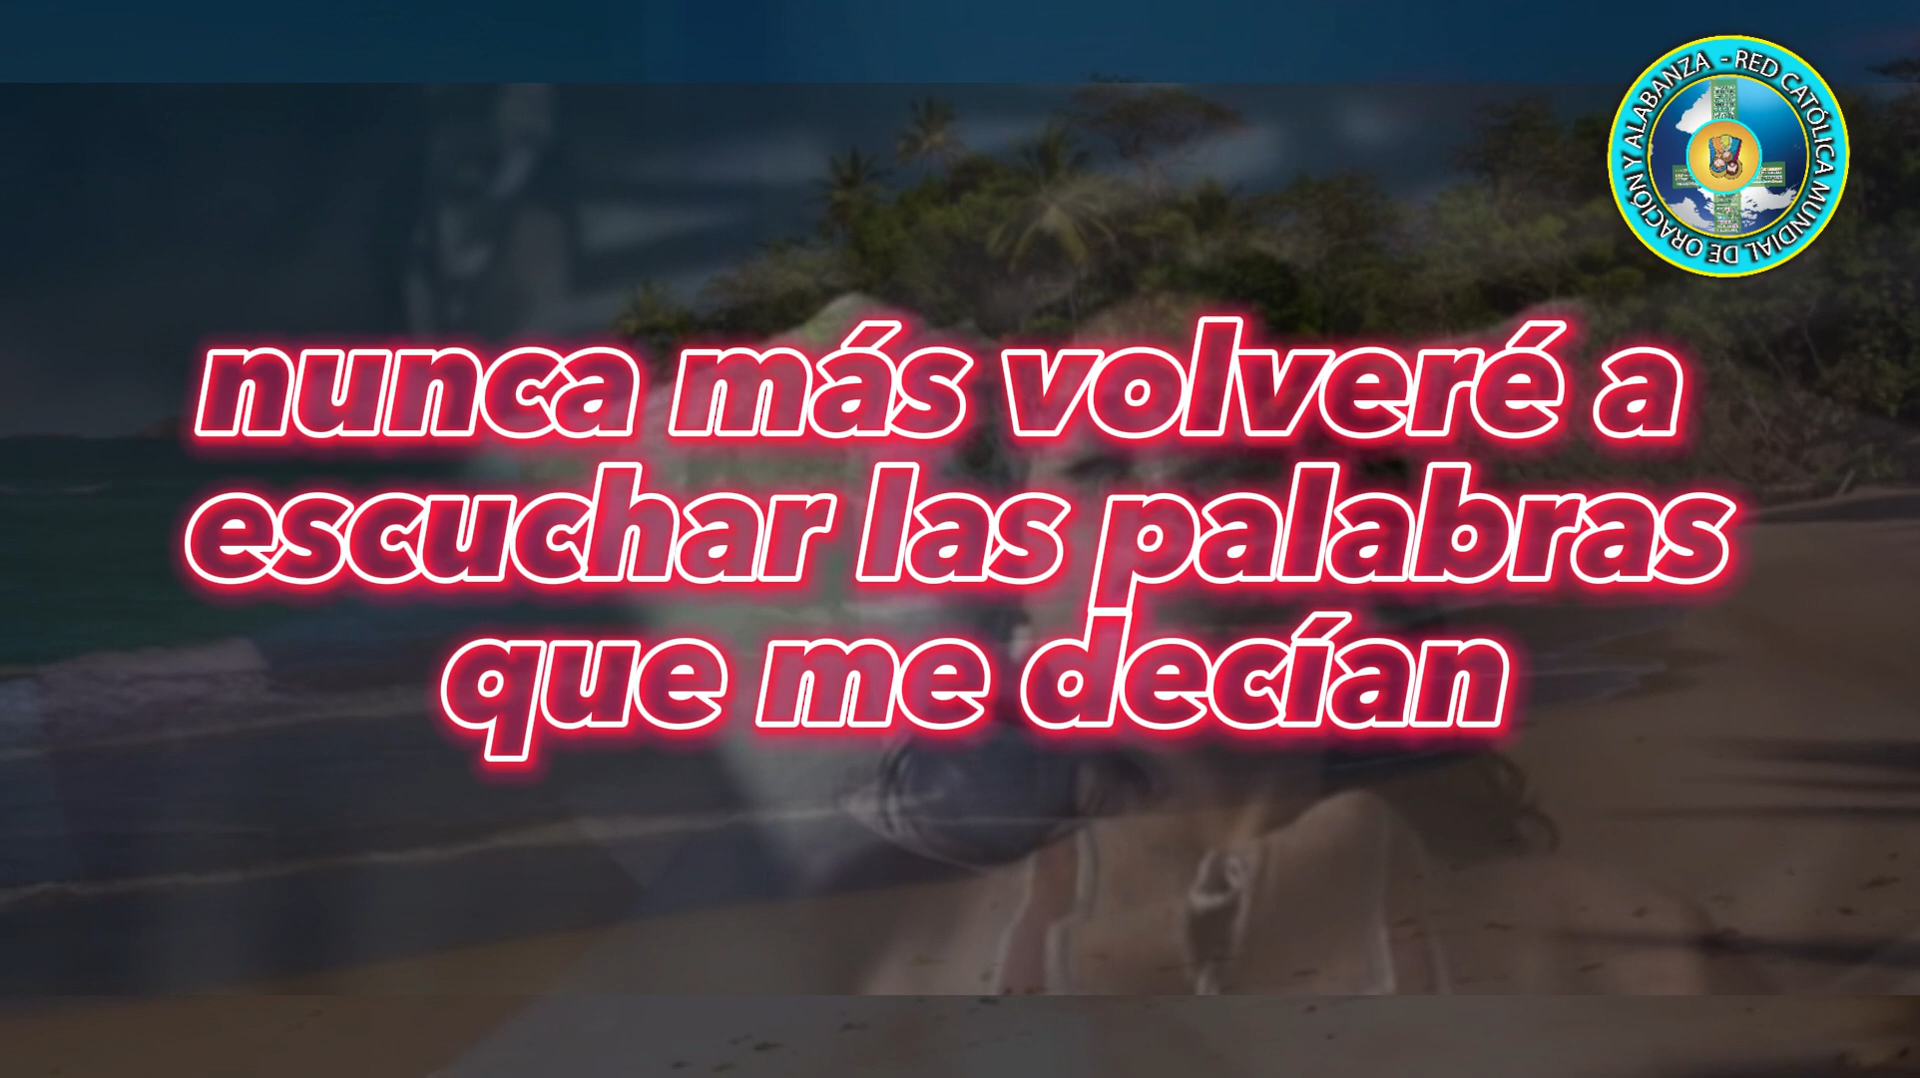 RED CATÓLICA MUNDIAL DE ORACIÓN Y ALABANZA -
nunca más volveré a
escuchar las palabras
que me decían